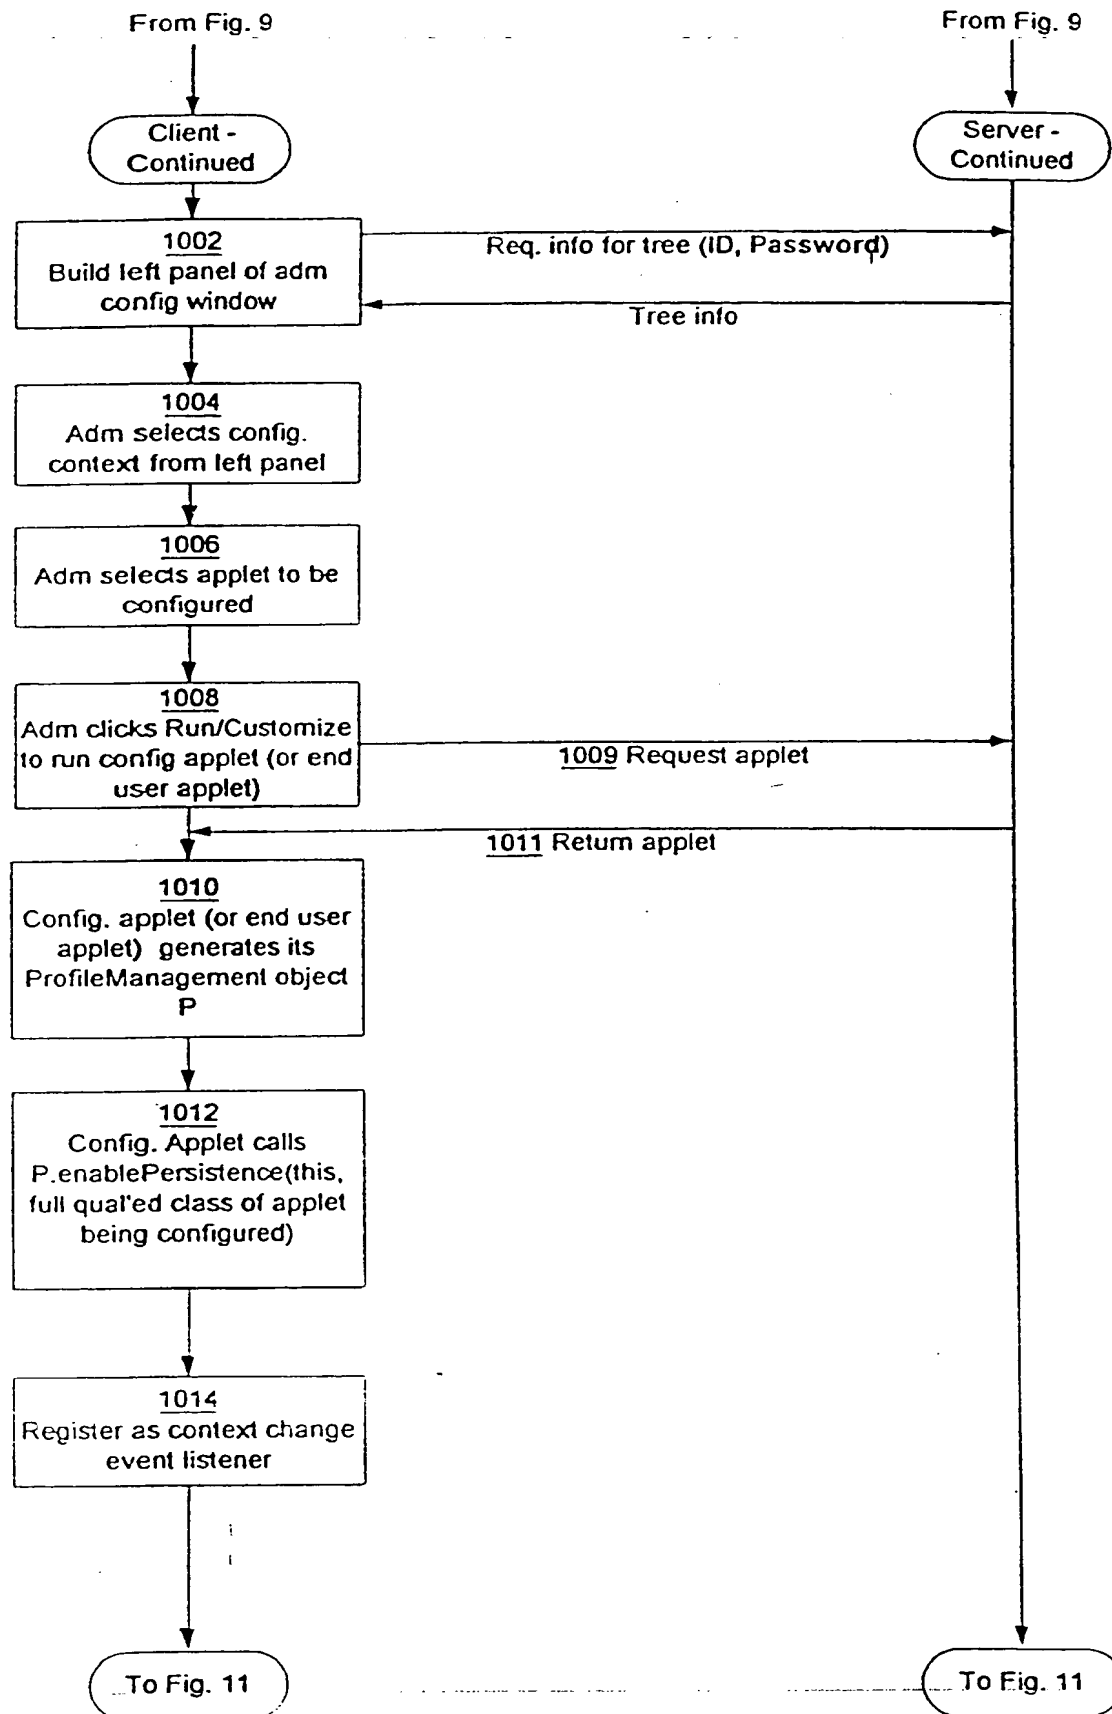 From Fig. 9
From Fig. 9
Client -
Continued
Server -
Continued
1002
Build left panel of adm
config window
Req. info for tree (ID, Password)
Tree info
1004
Adm selects config.
context from left panel
1006
Adm selects applet to be
configured
1008
Adm clicks Run/Customize
to run config applet (or end
user applet)
1009 Request applet
1011 Return applet
1010
Config. applet (or end user
applet) generates its
ProfileManagement object
P
1012
Config. Applet calls
P.enablePersistence(this,
full qual'ed class of applet
being configured)
1014
Register as context change
event listener
To Fig. 11
To Fig. 11